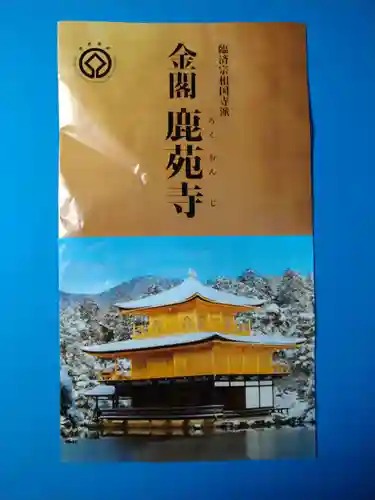 臨済宗相国寺派
金閣 鹿苑寺
ろくおんじ